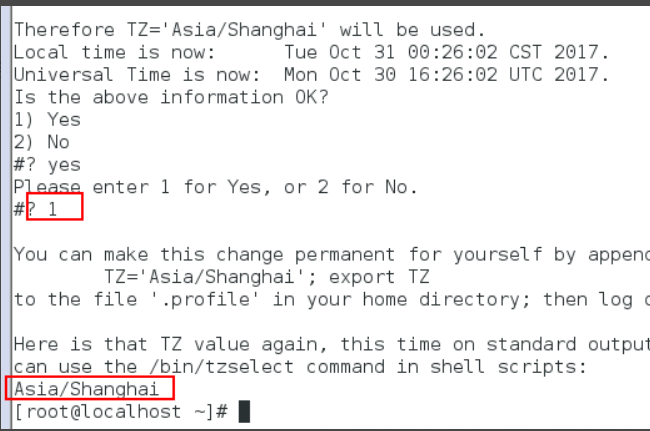 Therefore TZ='Asia/Shanghai' will be used.
Local time is now:      Tue Oct 31 00:26:02 CST 2017.
Universal Time is now:  Mon Oct 30 16:26:02 UTC 2017.
Is the above information OK?
1) Yes
2) No
#? yes
Please enter 1 for Yes, or 2 for No.
#? 1
You can make this change permanent for yourself by append
        TZ='Asia/Shanghai'; export TZ
to the file '.profile' in your home directory; then log
Here is that TZ value again, this time on standard output
can use the /bin/tzselect command in shell scripts:
Asia/Shanghai
[root@localhost ~]#